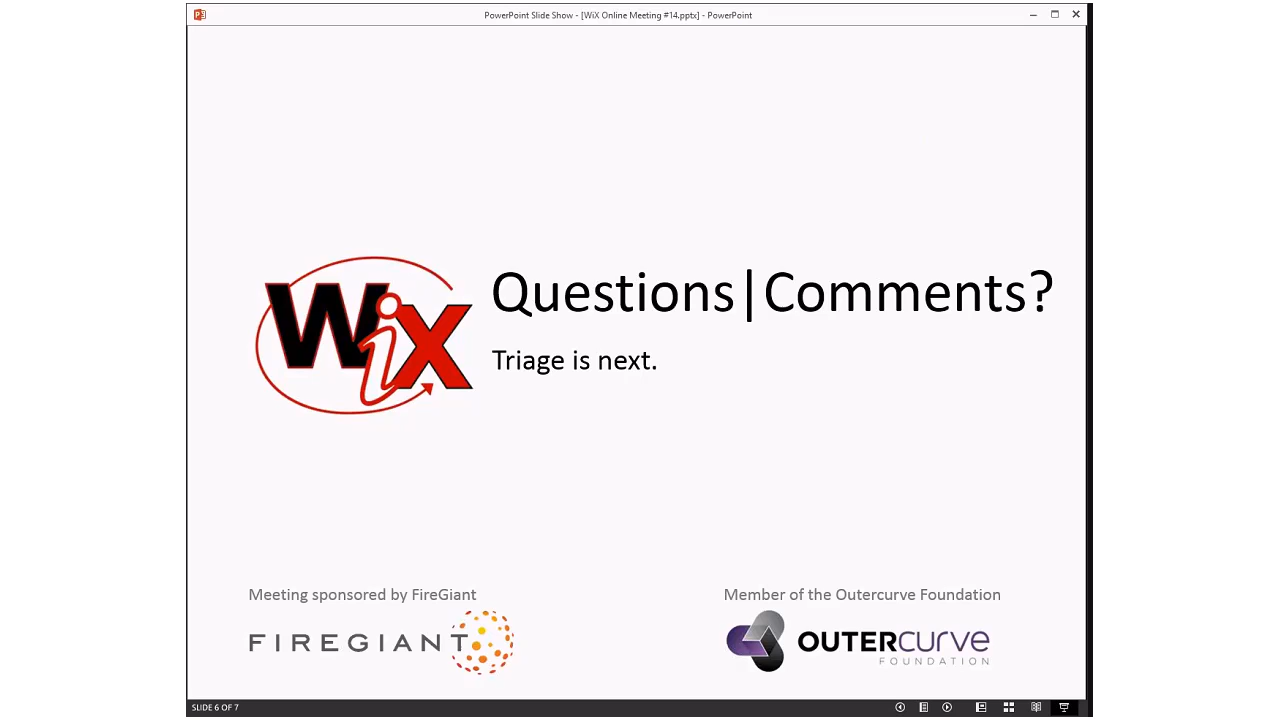 PowerPoint Slide Show - [WiX Online Meeting #14.pptx] - PowerPoint
WiX
Questions|Comments?
Triage is next.
Meeting sponsored by FireGiant
Member of the Outercurve Foundation
FIREGIANT
OUTERCURVE
FOUNDATION
SLIDE 6 OF 7